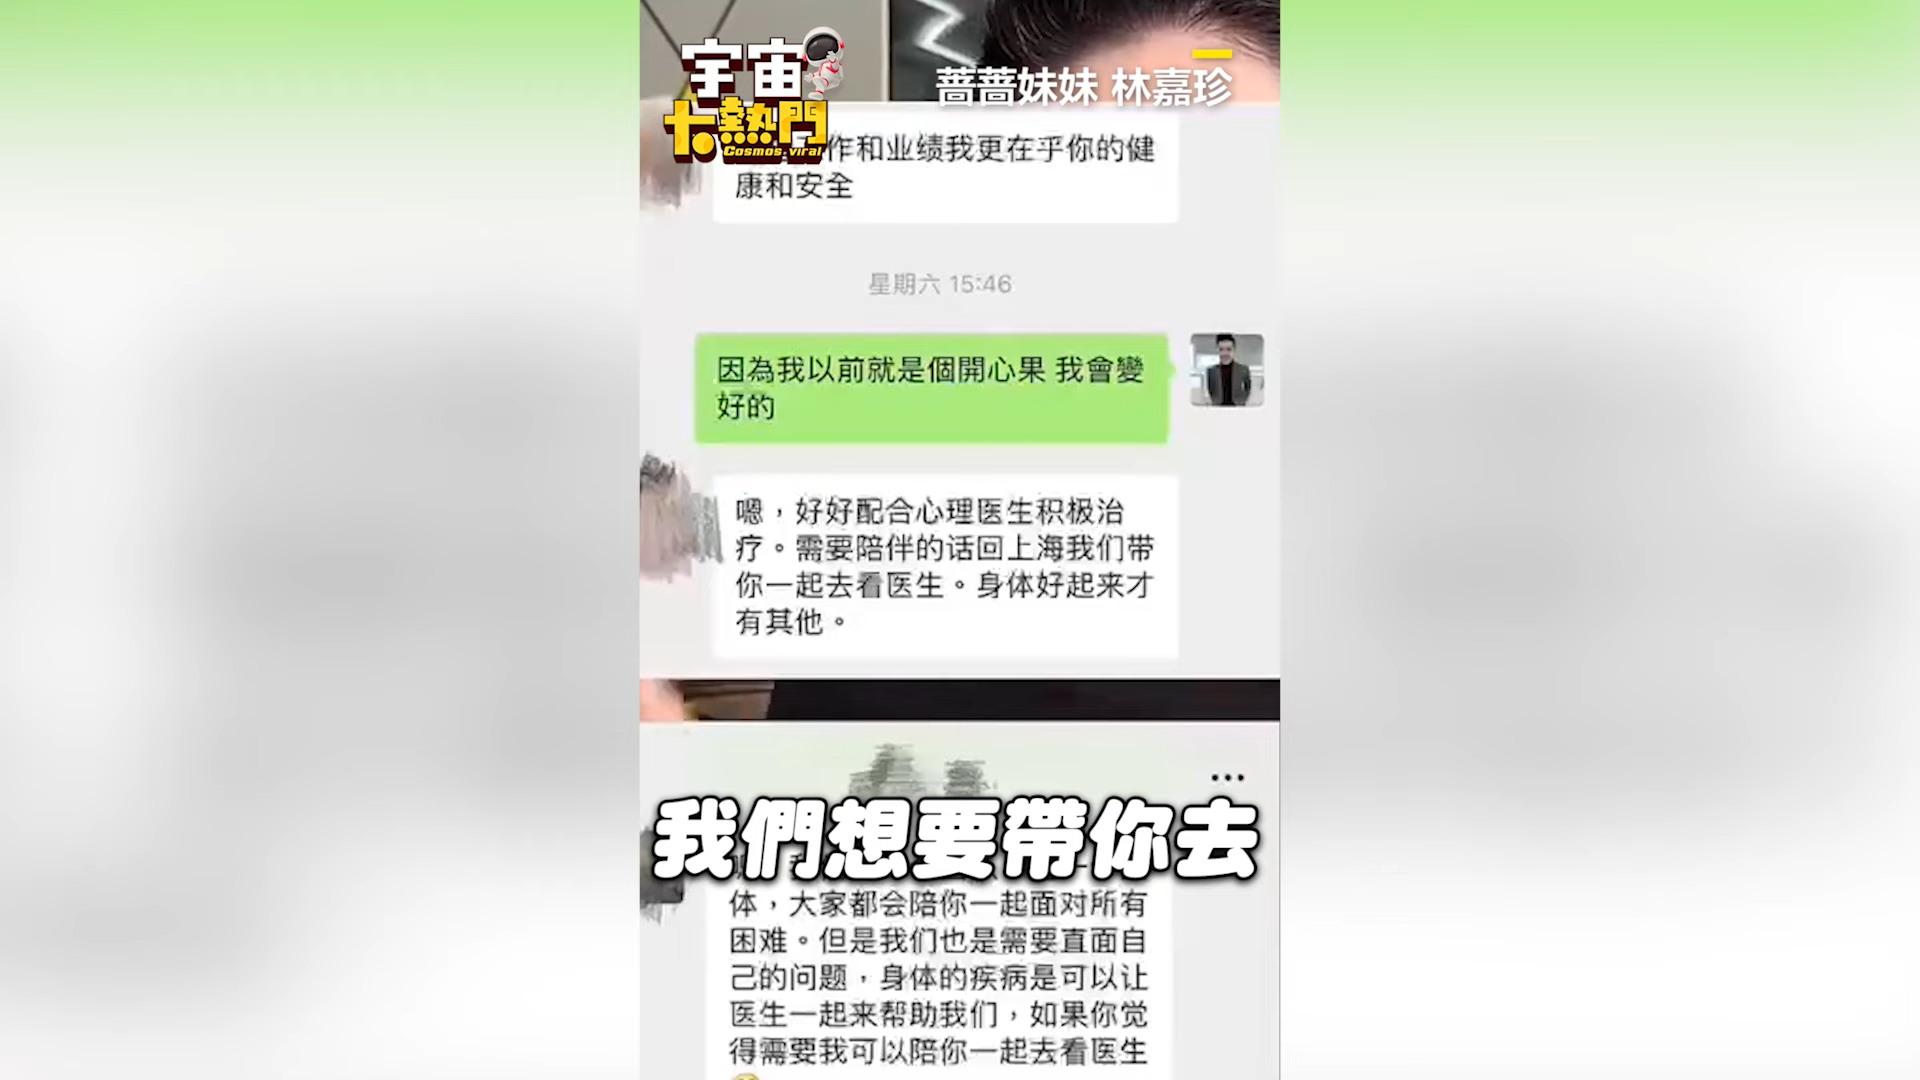 宇宙
大熱門
Cosmos viral
薔薔妹妹 林嘉珍
作和业绩我更在乎你的健
康和安全
星期六 15:46
因為我以前就是個開心果 我會變
好的
嗯，好好配合心理医生积极治
疗。需要陪伴的话回上海我们带
你一起去看医生。身体好起来才
有其他。
我們想要帶你去
体，大家都会陪你一起面对所有
困难。但是我们也是需要直面自
己的问题，身体的疾病是可以让
医生一起来帮助我们，如果你觉
得需要我可以陪你一起去看医生